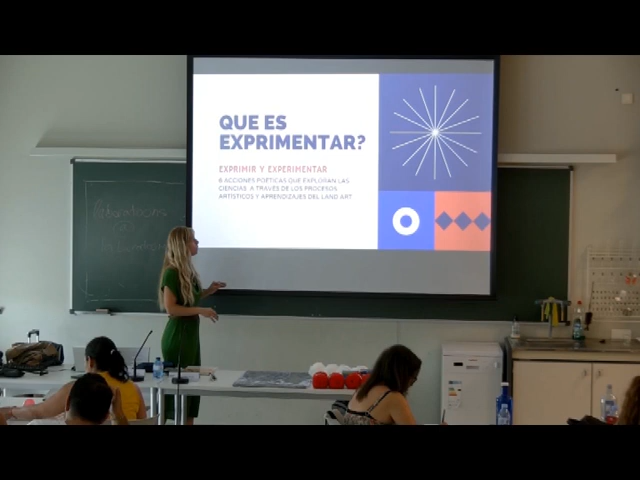 QUE ES
EXPRIMENTAR?
EXPRIMIR Y EXPERIMENTAR
8 ACCIONES POÉTICAS QUE EXPLORAN LAS
CIENCIAS A TRAVÉS DE LOS PROCESOS
ARTÍSTICOS Y APRENDIZAJES DEL LAND ART